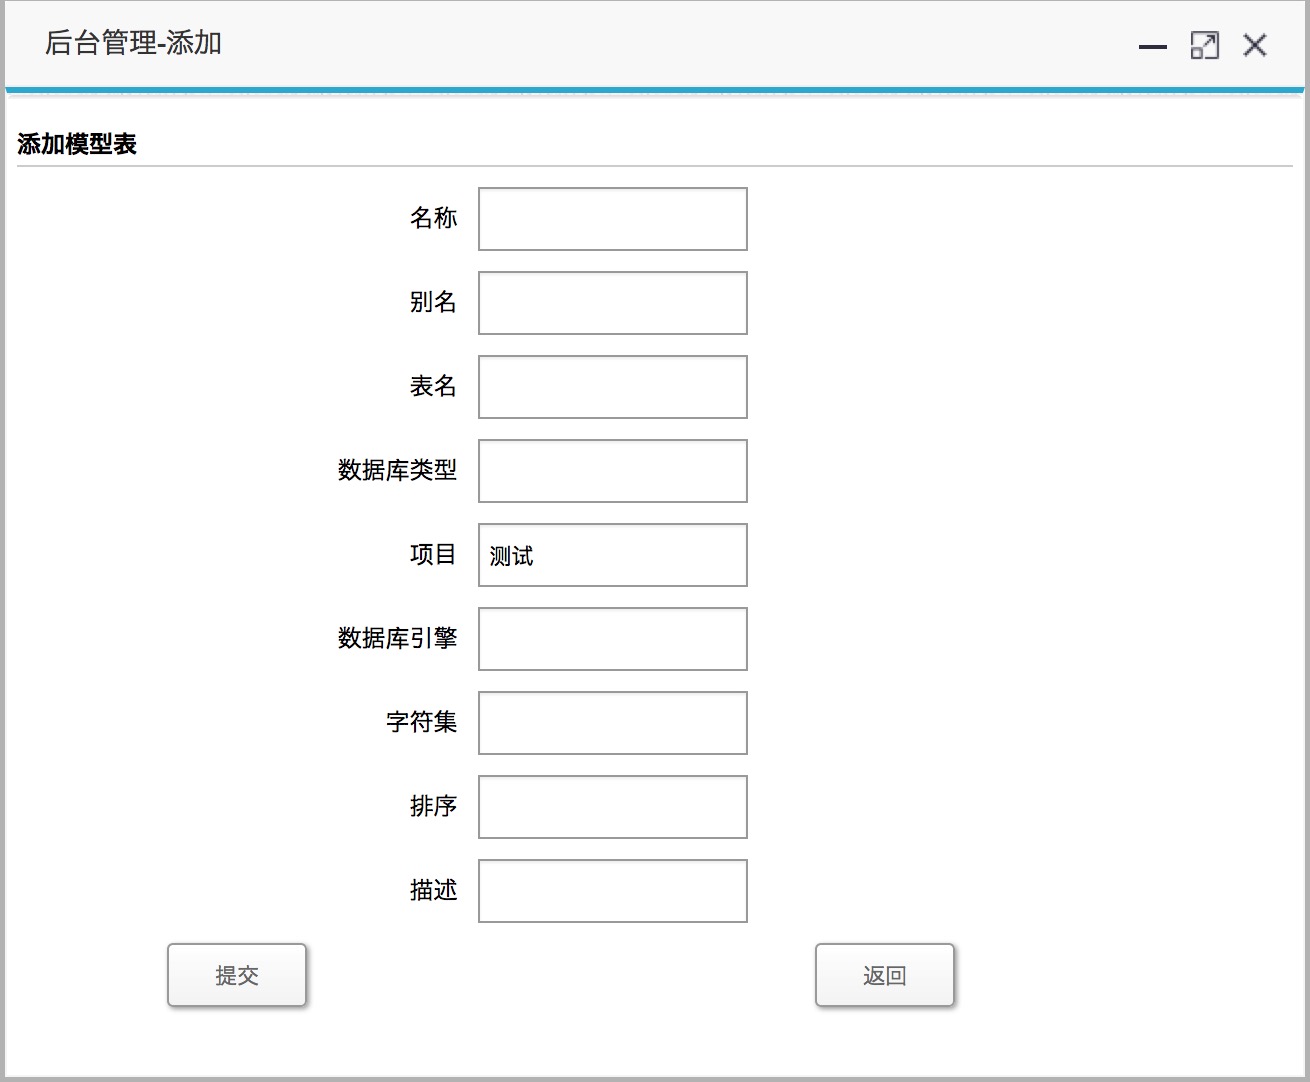 后台管理-添加
添加模型表
名称
别名
表名
数据库类型
项目 测试
数据库引擎
字符集
排序
描述
提交 返回